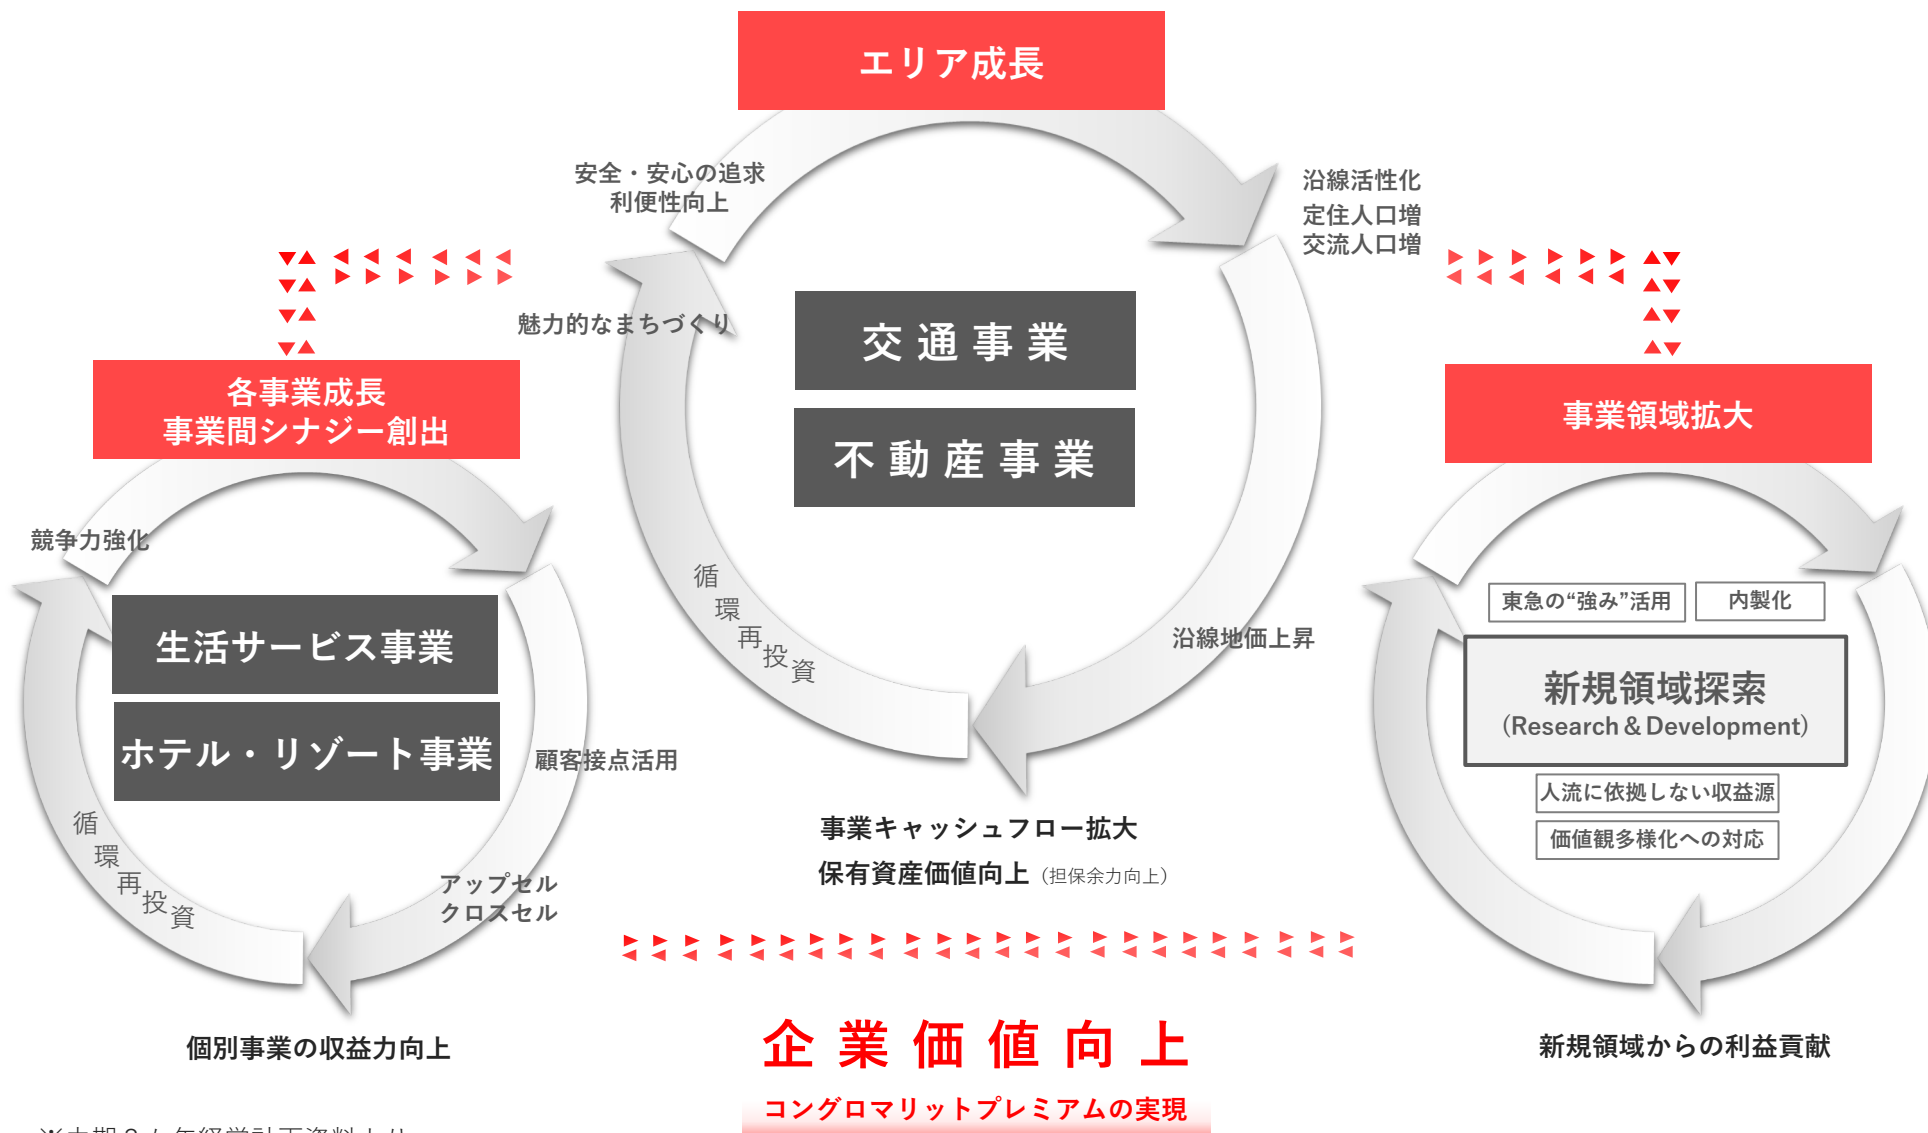 エリア成長
安全・安心の追求
利便性向上
沿線活性化
定住人口増
交流人口増
魅力的なまちづくり
交通事業
不動産事業
循環再投資
沿線地価上昇
事業キャッシュフロー拡大
保有資産価値向上（担保余力向上）
各事業成長
事業間シナジー創出
競争力強化
生活サービス事業
ホテル・リゾート事業
顧客接点活用
循環再投資
アップセル
クロスセル
個別事業の収益力向上
事業領域拡大
東急の“強み”活用
内製化
新規領域探索
（Research & Development）
人流に依拠しない収益源
価値観多様化への対応
新規領域からの利益貢献
企業価値向上
コングロマリットプレミアムの実現